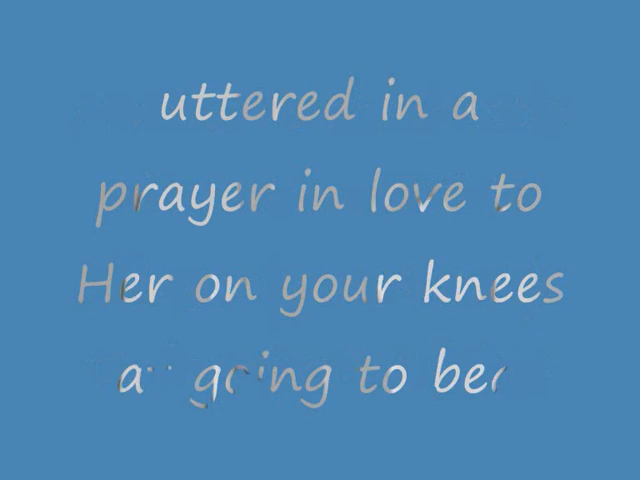 uttered in a
prayer in love to
Her on your knees
going to